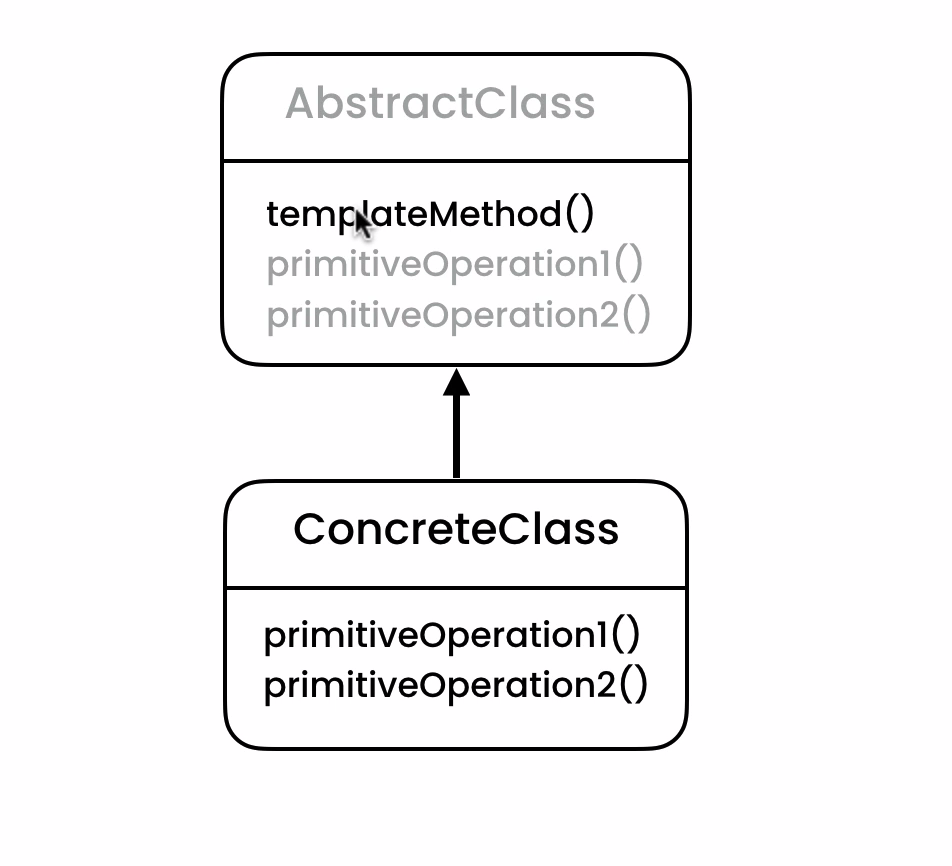 AbstractClass
templateMethod()
primitiveOperation1()
primitiveOperation2()
ConcreteClass
primitiveOperation1()
primitiveOperation2()